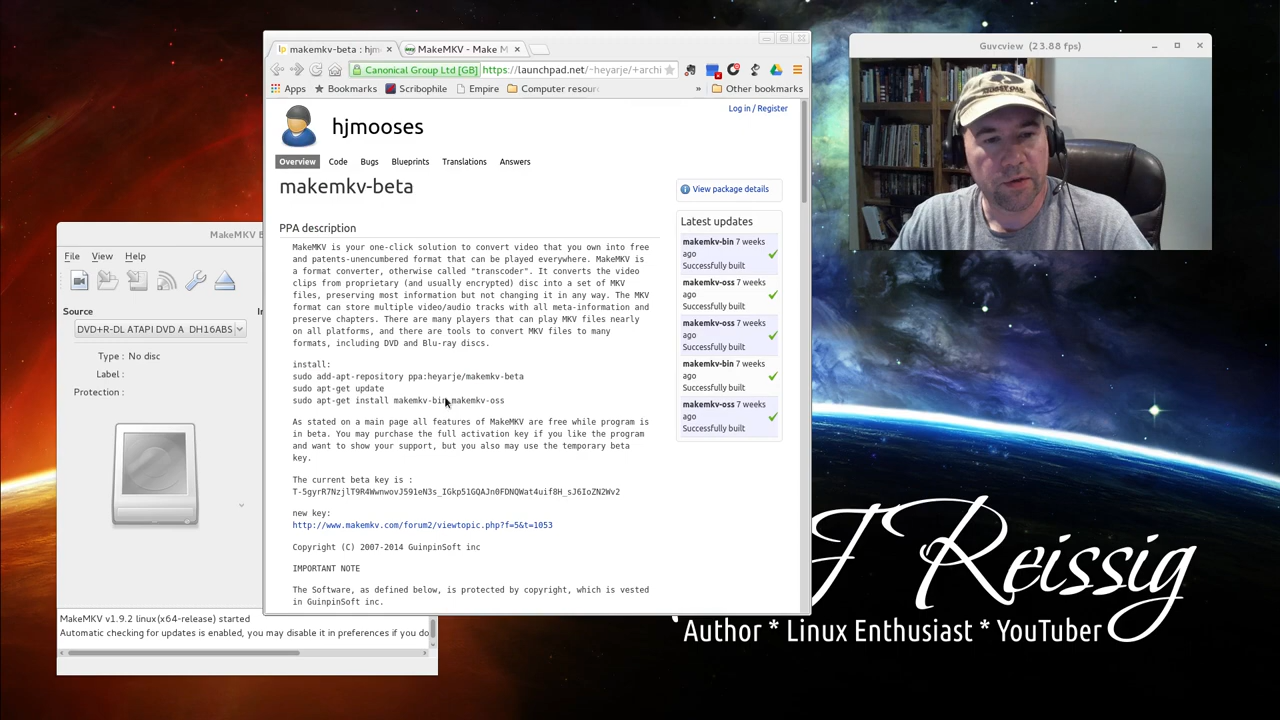 makemkv-beta : hjm
MakeMKV - Make M
Canonical Group Ltd [GB] https://launchpad.net/~heyarje/+archi
Apps Bookmarks Scribophile Empire Computer resour » Other bookmarks
Log in / Register
hjmooses
Overview Code Bugs Blueprints Translations Answers
makemkv-beta
PPA description
MakeMKV is your one-click solution to convert video that you own into free
and patents-unencumbered format that can be played everywhere. MakeMKV is
a format converter, otherwise called "transcoder". It converts the video
clips from proprietary (and usually encrypted) disc into a set of MKV
files, preserving most information but not changing it in any way. The MKV
format can store multiple video/audio tracks with all meta-information and
preserve chapters. There are many players that can play MKV files nearly
on all platforms, and there are tools to convert MKV files to many
formats, including DVD and Blu-ray discs.
install:
sudo add-apt-repository ppa:heyarje/makemkv-beta
sudo apt-get update
sudo apt-get install makemkv-bin makemkv-oss
As stated on a main page all features of MakeMKV are free while program is
in beta. You may purchase the full activation key if you like the program
and want to show your support, but you also may use the temporary beta
key.
The current beta key is :
T-5gyrR7NzjlT9R4WwnwovJ591eN3s_IGkp51GQAJn0FDNQWat4uif8H_sJ6IoZN2Wv2
new key:
http://www.makemkv.com/forum2/viewtopic.php?f=5&t=1053
Copyright (C) 2007-2014 GuinpinSoft inc
IMPORTANT NOTE
The Software, as defined below, is protected by copyright, which is vested
in GuinpinSoft inc.
View package details
Latest updates
makemkv-bin 7 weeks
ago
Successfully built
makemkv-oss 7 weeks
ago
Successfully built
makemkv-oss 7 weeks
ago
Successfully built
makemkv-bin 7 weeks
ago
Successfully built
makemkv-oss 7 weeks
ago
Successfully built
MakeMKV B
File View Help
Source
DVD+R-DL ATAPI DVD A DH16ABS
Type : No disc
Label :
Protection :
MakeMKV v1.9.2 linux(x64-release) started
Automatic checking for updates is enabled, you may disable it in preferences if you do
Guvcview (23.88 fps)
MOSSY OAK
J Reissig
Author * Linux Enthusiast * YouTuber